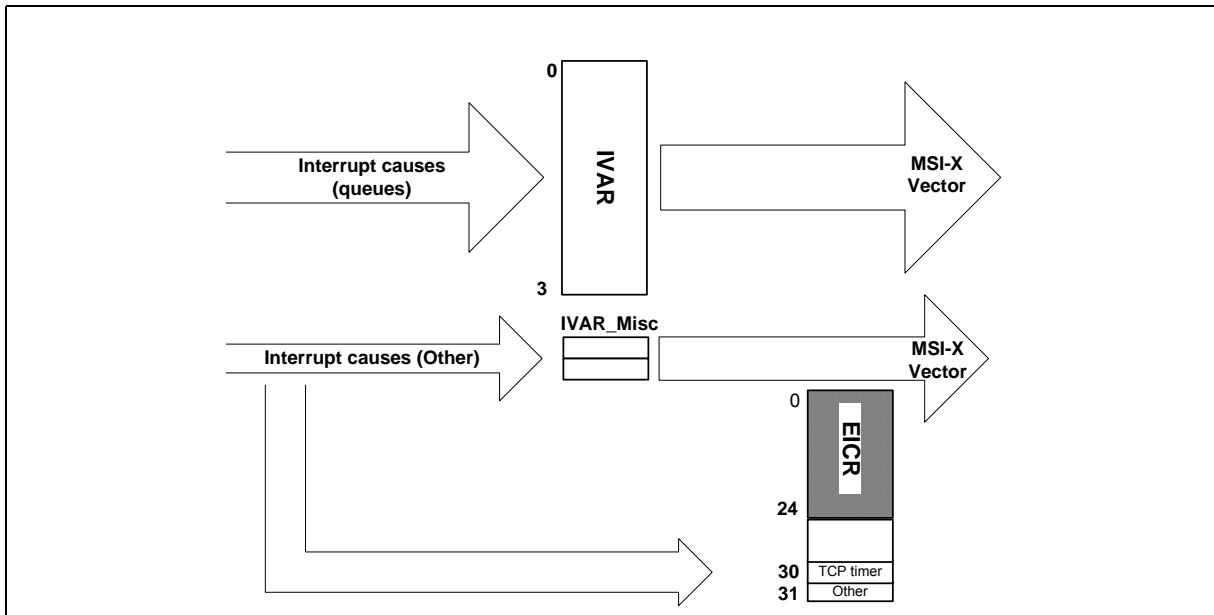 0
Interrupt causes
(queues)
IVAR
MSI-X
Vector
3
IVAR_Misc
Interrupt causes (Other)
MSI-X
Vector
0
EICR
24
30
TCP timer
31
Other